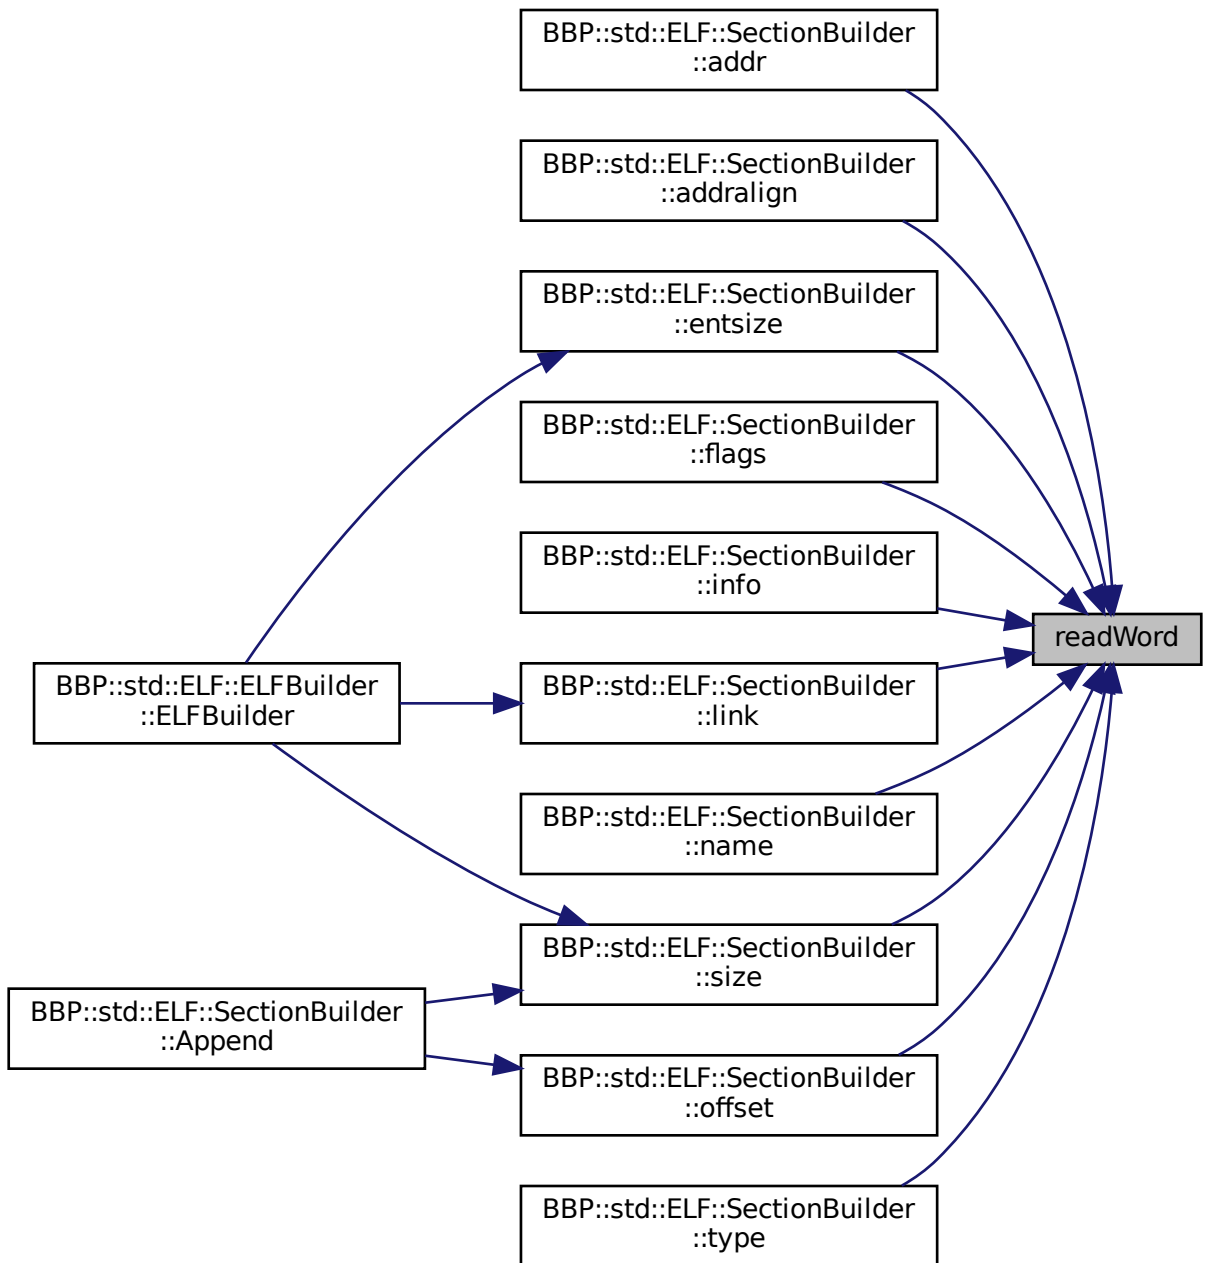 BBP::std::ELF::SectionBuilder
::addr
BBP::std::ELF::SectionBuilder
::addralign
BBP::std::ELF::SectionBuilder
::entsize
BBP::std::ELF::SectionBuilder
::flags
BBP::std::ELF::SectionBuilder
::info
readWord
BBP::std::ELF::ELFBuilder
::ELFBuilder
BBP::std::ELF::SectionBuilder
::link
BBP::std::ELF::SectionBuilder
::name
BBP::std::ELF::SectionBuilder
::size
BBP::std::ELF::SectionBuilder
::Append
BBP::std::ELF::SectionBuilder
::offset
BBP::std::ELF::SectionBuilder
::type